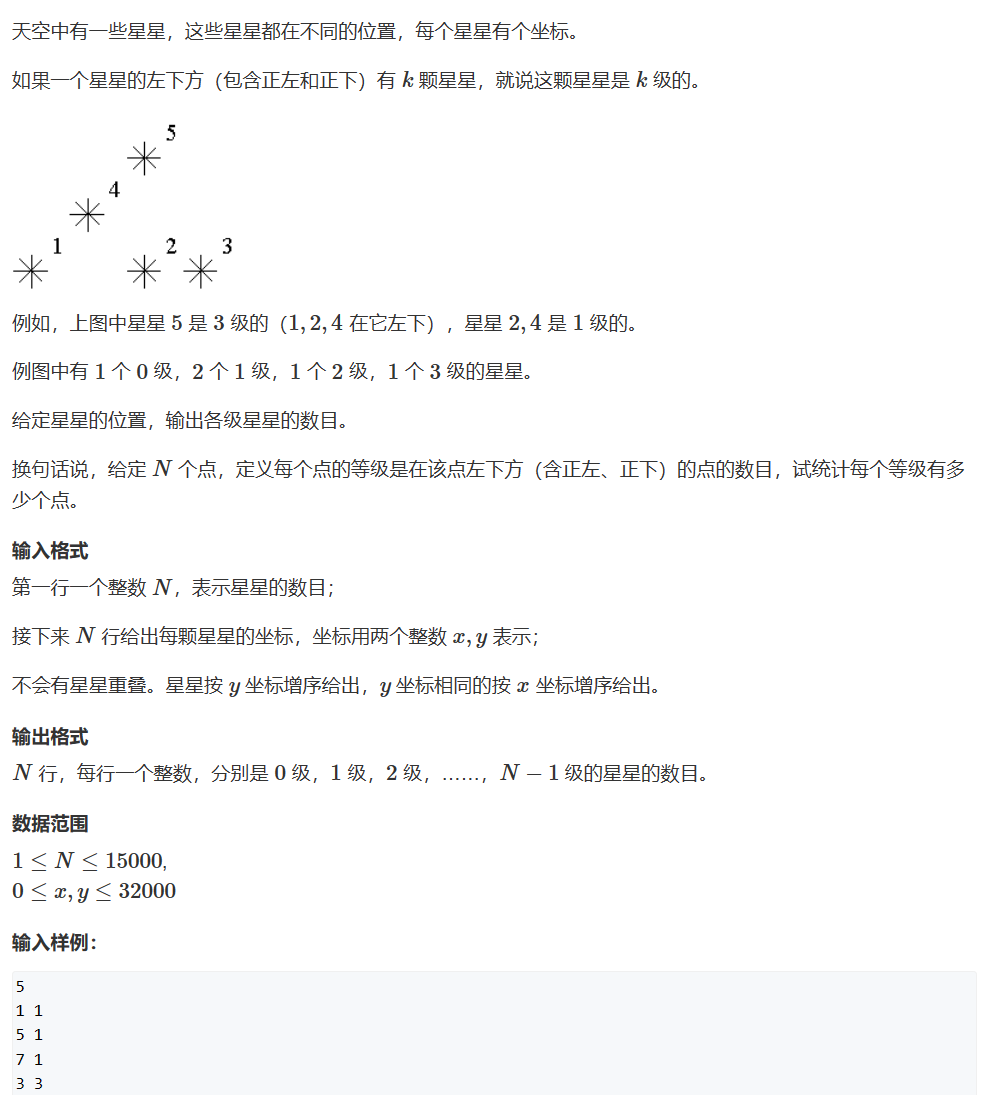 天空中有一些星星，这些星星都在不同的位置，每个星星有个坐标。
如果一个星星的左下方（包含正左和正下）有 k 颗星星，就说这颗星星是 k 级的。
5
4
1 2 3
例如，上图中星星 5 是 3 级的（1, 2, 4 在它左下），星星 2, 4 是 1 级的。
例图中有 1 个 0 级，2 个 1 级，1 个 2 级，1 个 3 级的星星。
给定星星的位置，输出各级星星的数目。
换句话说，给定 N 个点，定义每个点的等级是在该点左下方（含正左、正下）的点的数目，试统计每个等级有多
少个点。
输入格式
第一行一个整数 N，表示星星的数目；
接下来 N 行给出每颗星星的坐标，坐标用两个整数 x, y 表示；
不会有星星重叠。星星按 y 坐标增序给出，y 坐标相同的按 x 坐标增序给出。
输出格式
N 行，每行一个整数，分别是 0 级，1 级，2 级，……，N − 1 级的星星的数目。
数据范围
1 ≤ N ≤ 15000,
0 ≤ x, y ≤ 32000
输入样例：
5
1 1
5 1
7 1
3 3